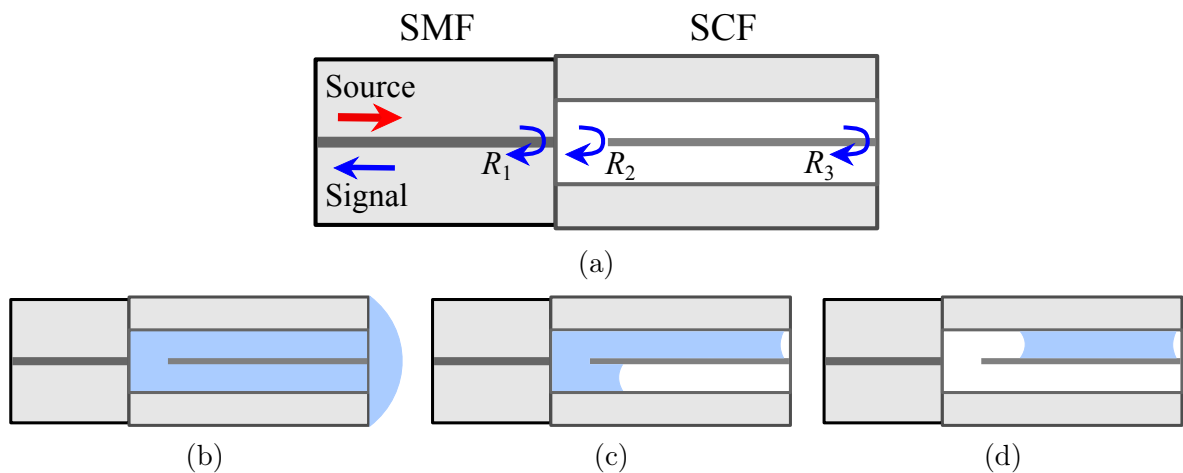 SMF SCF
Source
R1 R2 R3
Signal
(a)
(b) (c) (d)